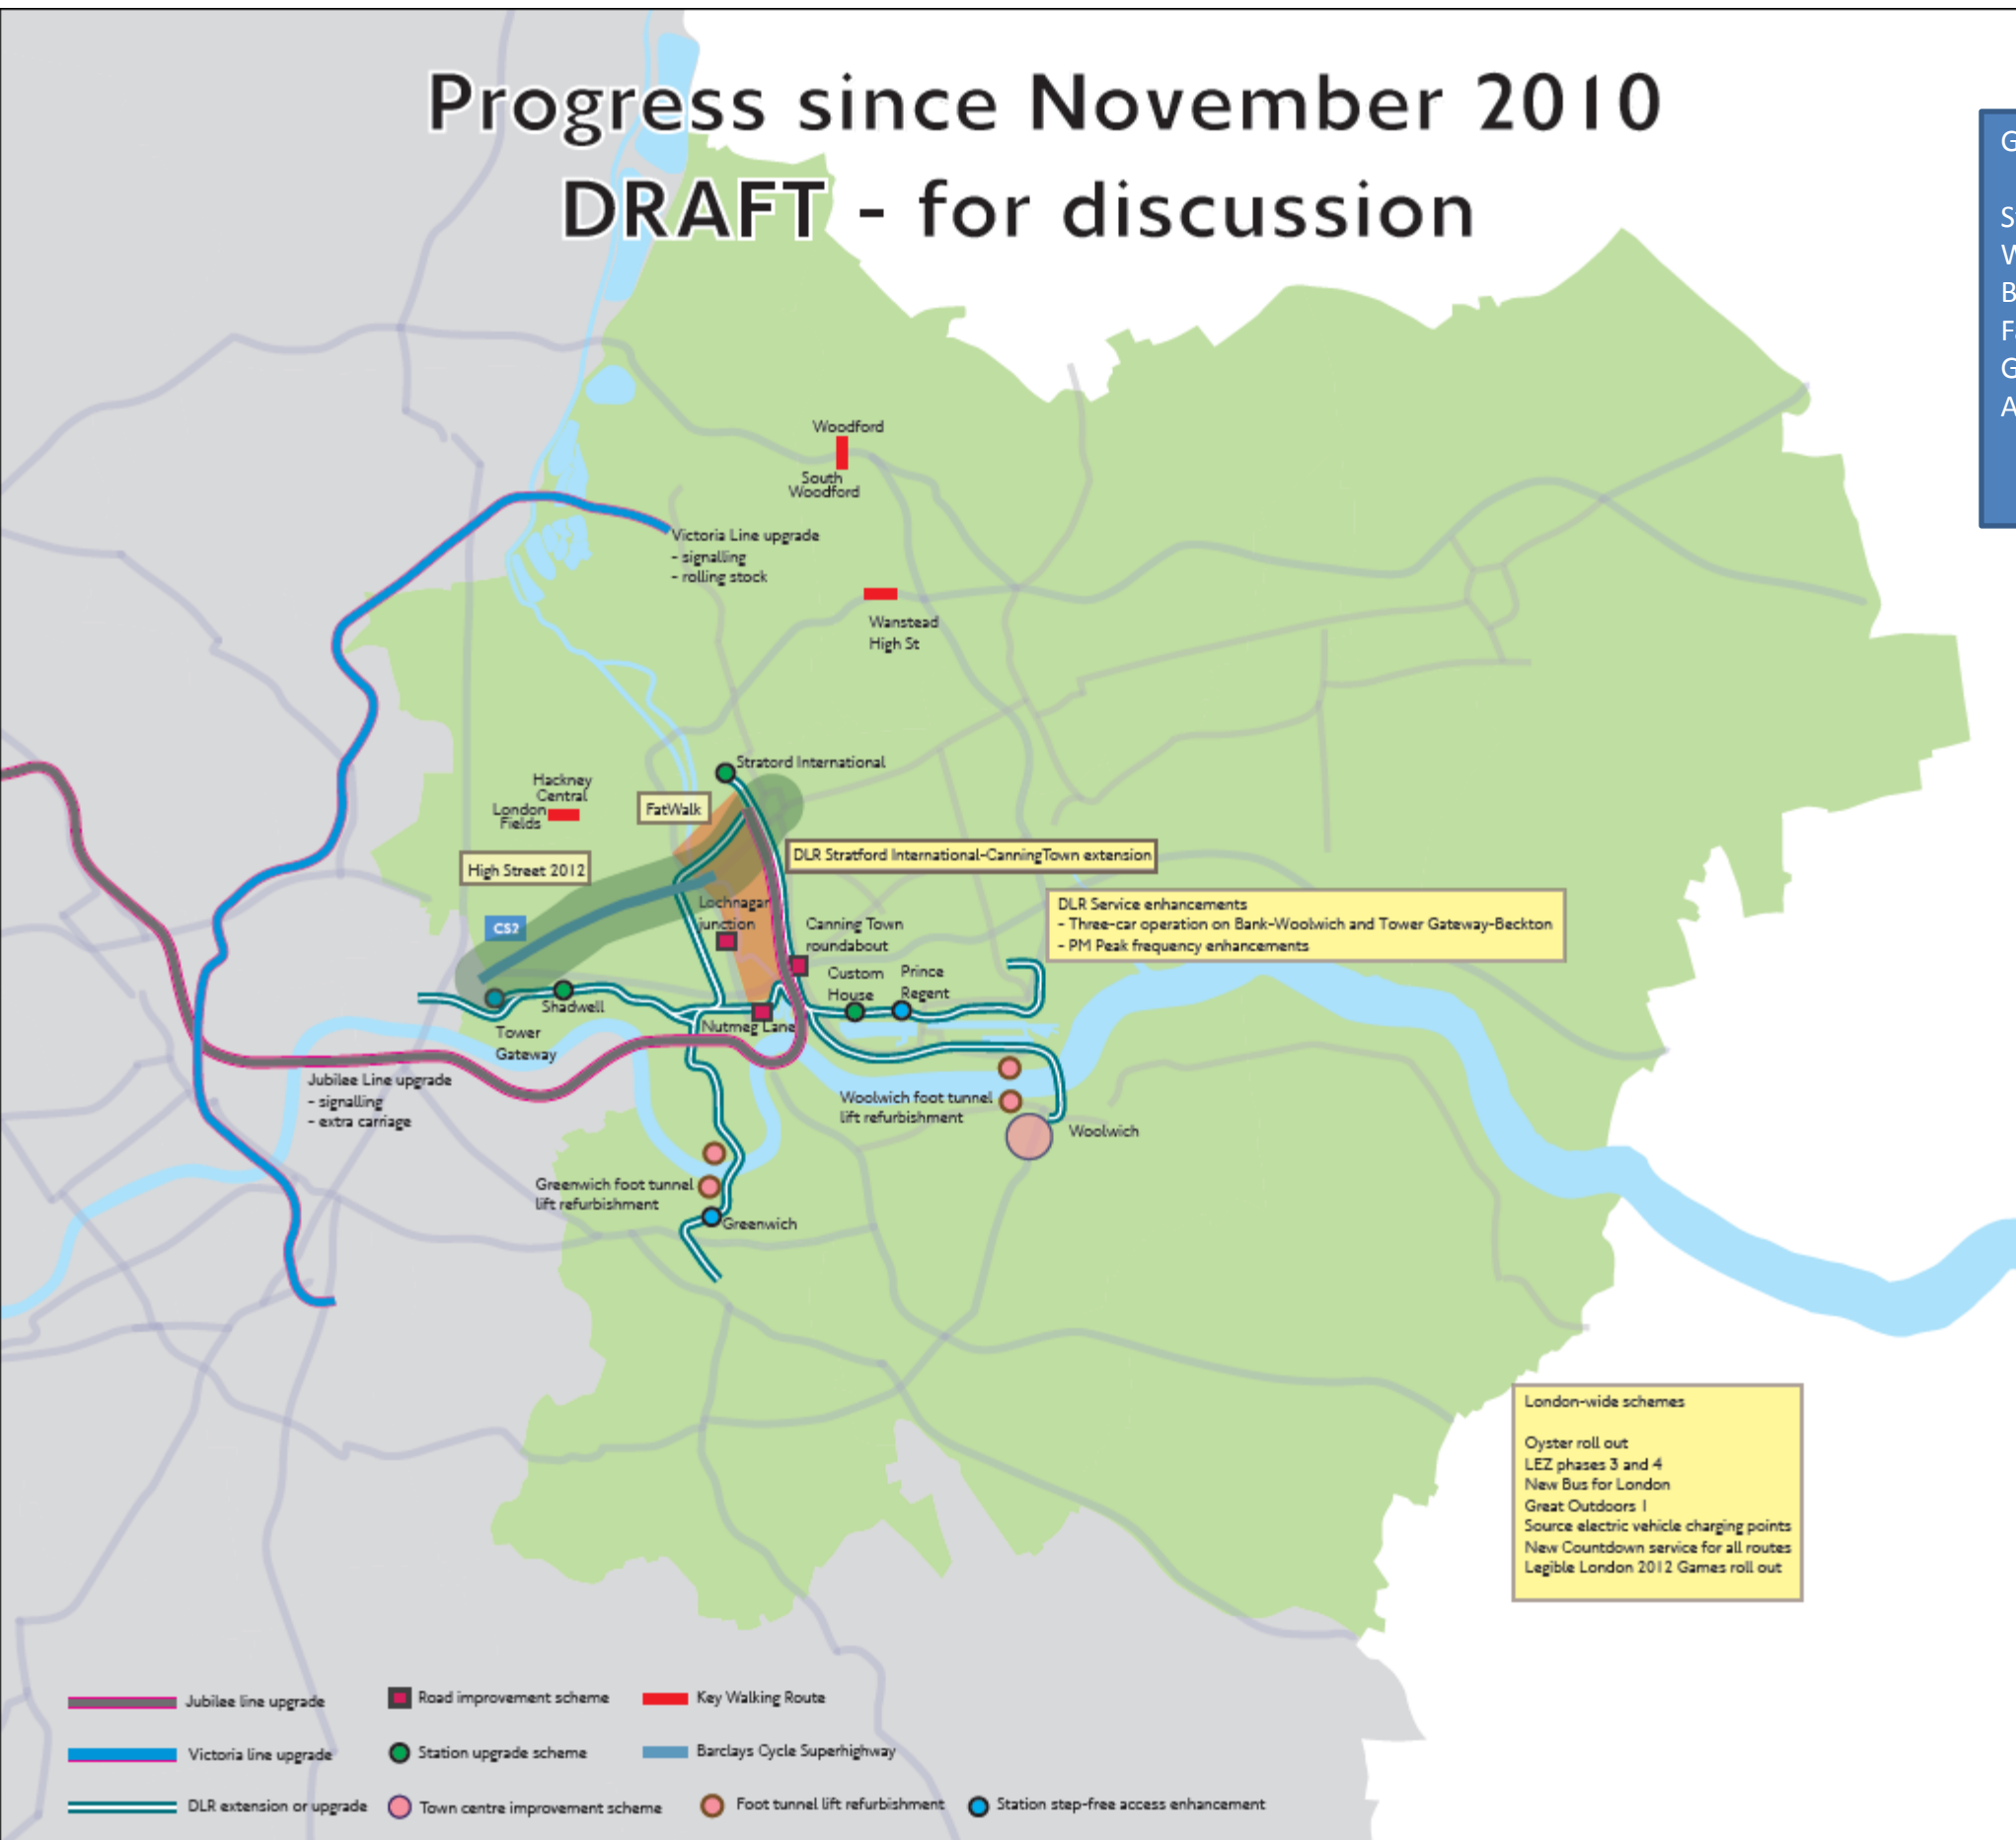 Progress since November 2010
DRAFT - for discussion
Woodford
South
Woodford
Victoria Line upgrade
- signalling
- rolling stock
Wanstead
High St
Stratord International
Hackney
Central
London
Fields
FatWalk
High Street 2012
DLR Stratford International-CanningTown extension
CS2
Lochnagar
junction
Canning Town
roundabout
DLR Service enhancements
- Three-car operation on Bank-Woolwich and Tower Gateway-Beckton
- PM Peak frequency enhancements
Custom
House
Prince
Regent
Shadwell
Tower
Gateway
Nutmeg Lane
Jubilee Line upgrade
- signalling
- extra carriage
Woolwich foot tunnel
lift refurbishment
Woolwich
Greenwich foot tunnel
lift refurbishment
Greenwich
London-wide schemes
Oyster roll out
LEZ phases 3 and 4
New Bus for London
Great Outdoors 1
Source electric vehicle charging points
New Countdown service for all routes
Legible London 2012 Games roll out
Jubilee line upgrade
Road improvement scheme
Key Walking Route
Victoria line upgrade
Station upgrade scheme
Barclays Cycle Superhighway
DLR extension or upgrade
Town centre improvement scheme
Foot tunnel lift refurbishment
Station step-free access enhancement